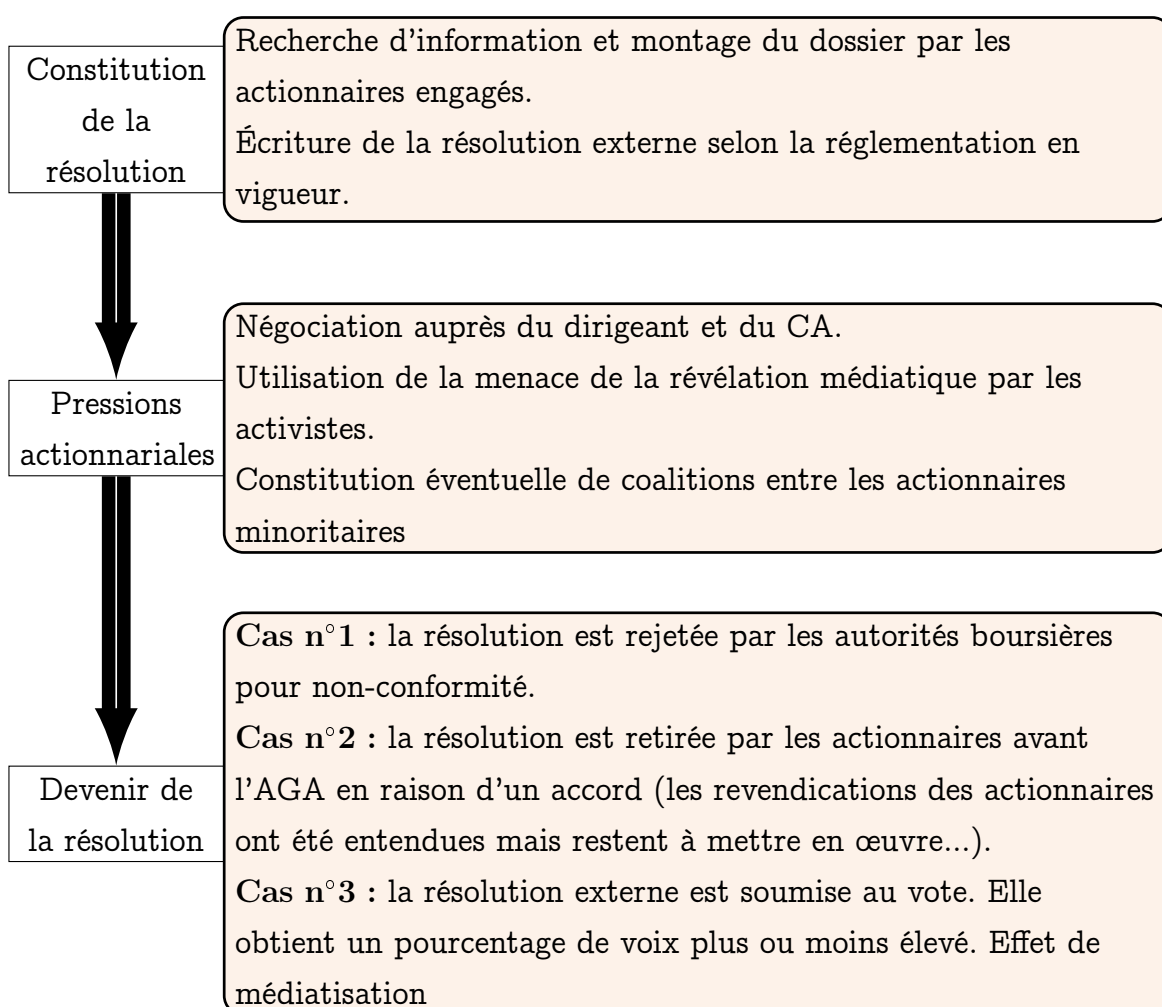 Constitution
de la
résolution
Recherche d'information et montage du dossier par les
actionnaires engagés.
Écriture de la résolution externe selon la réglementation en
vigueur.
Pressions
actionnariales
Négociation auprès du dirigeant et du CA.
Utilisation de la menace de la révélation médiatique par les
activistes.
Constitution éventuelle de coalitions entre les actionnaires
minoritaires
Devenir de
la résolution
Cas n°1 : la résolution est rejetée par les autorités boursières
pour non-conformité.
Cas n°2 : la résolution est retirée par les actionnaires avant
l'AGA en raison d'un accord (les revendications des actionnaires
ont été entendues mais restent à mettre en œuvre...).
Cas n°3 : la résolution externe est soumise au vote. Elle
obtient un pourcentage de voix plus ou moins élevé. Effet de
médiatisation